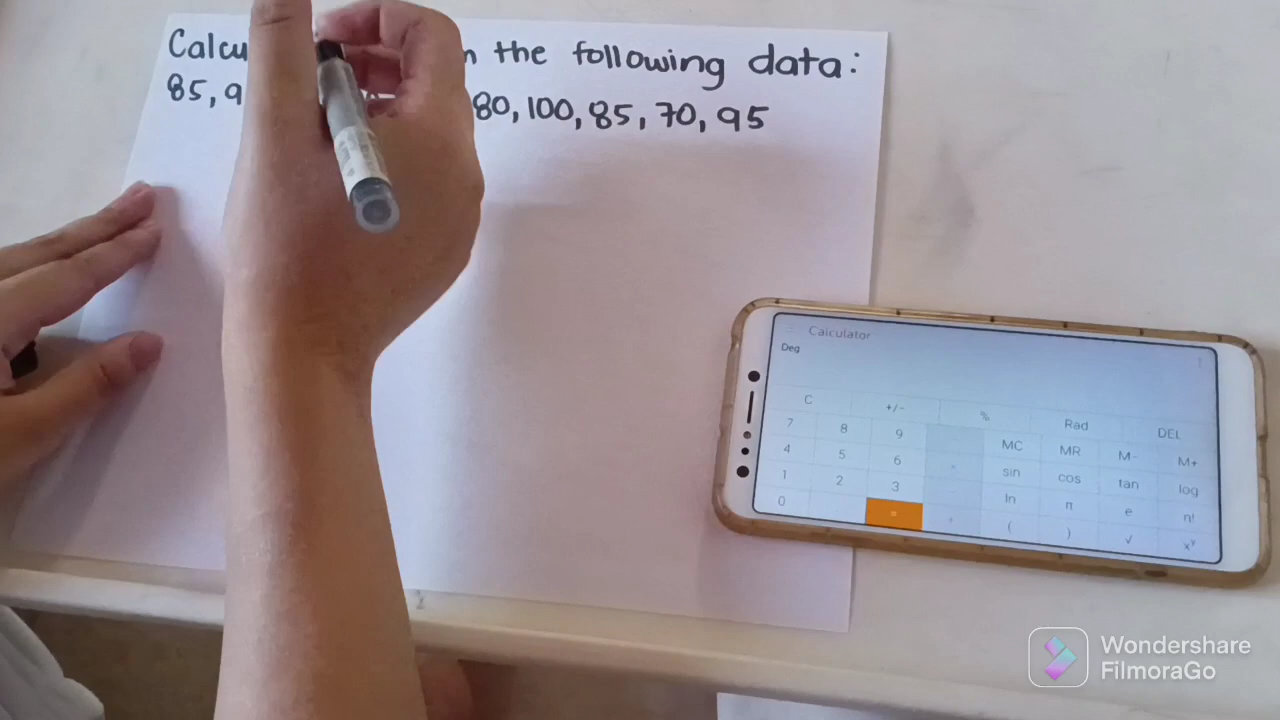 Calcu the following data:
85, 9 80, 100, 85, 70, 95
Calculator
Deg
C +/- % Rad DEL
7 8 9 MC MR M- M+
4 5 6 sin cos tan log
1 2 3 ln π e n!
0 = ( ) √ xʸ
Wondershare
FilmoraGo